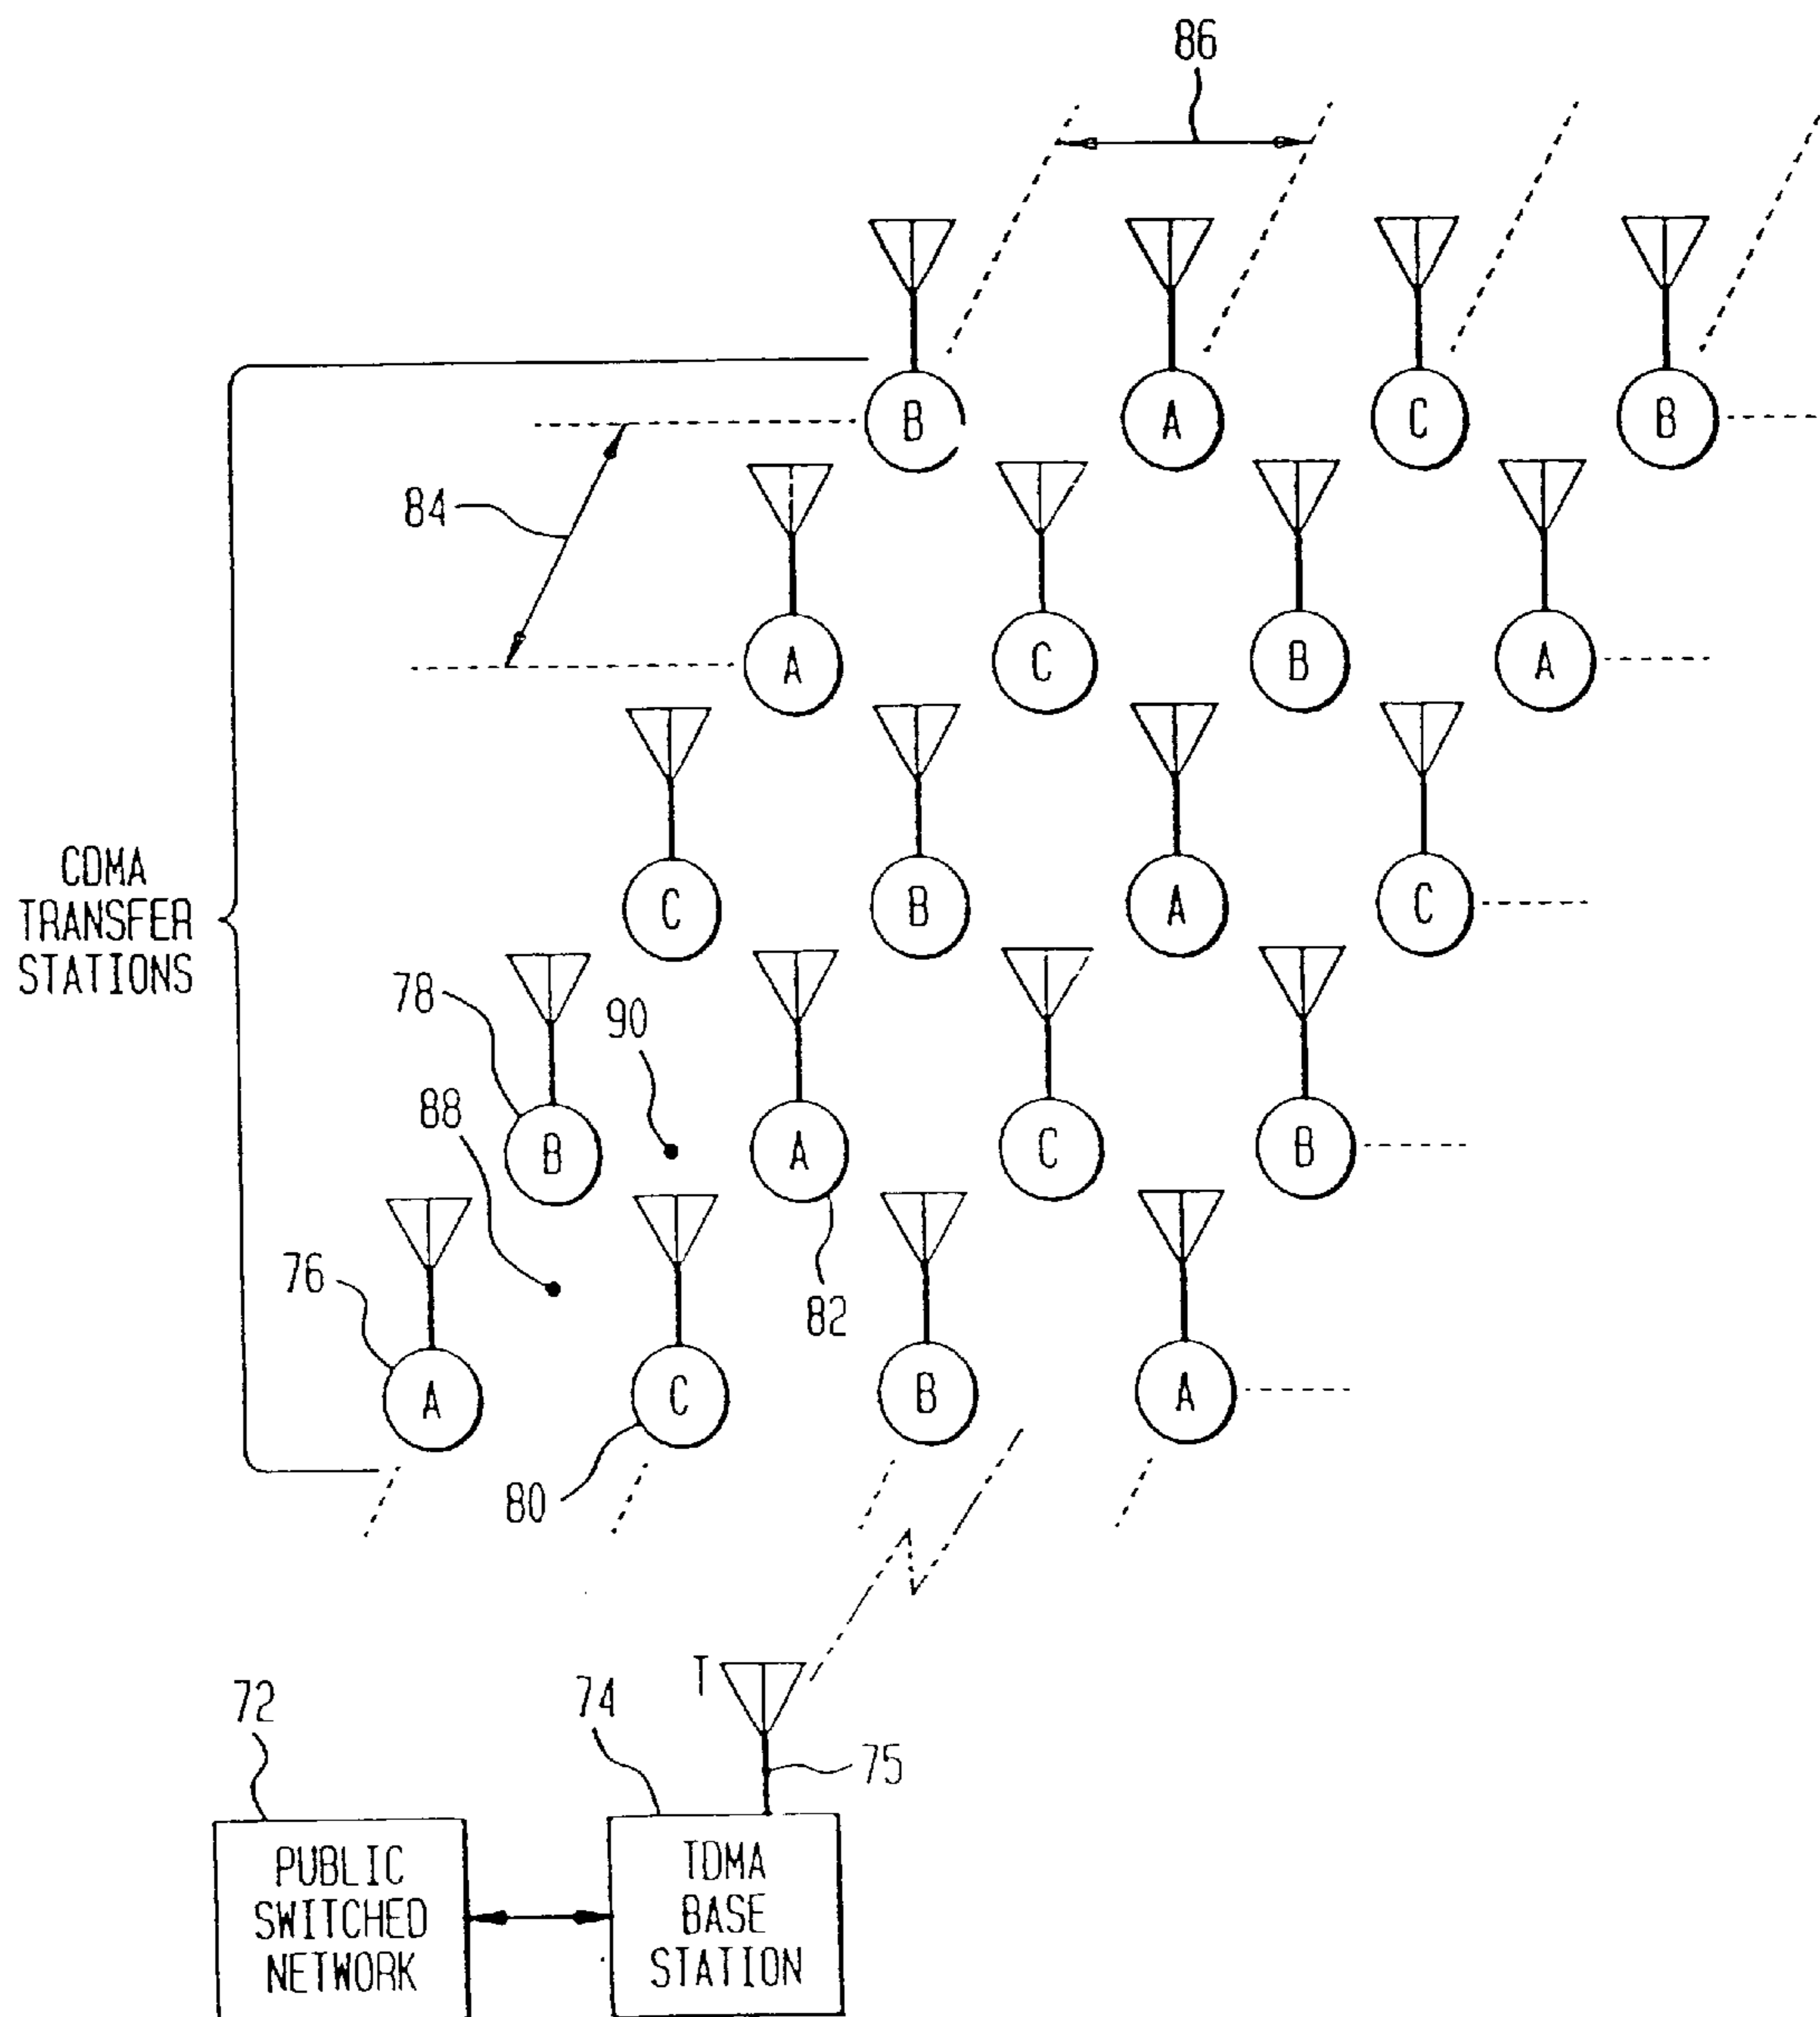 86
B A C B
84
A C B A
C B A C
CDMA
TRANSFER
STATIONS
78
90
88
B A C B
76
82
A C B A
80
T
72
74
75
PUBLIC
SWITCHED
NETWORK
TDMA
BASE
STATION